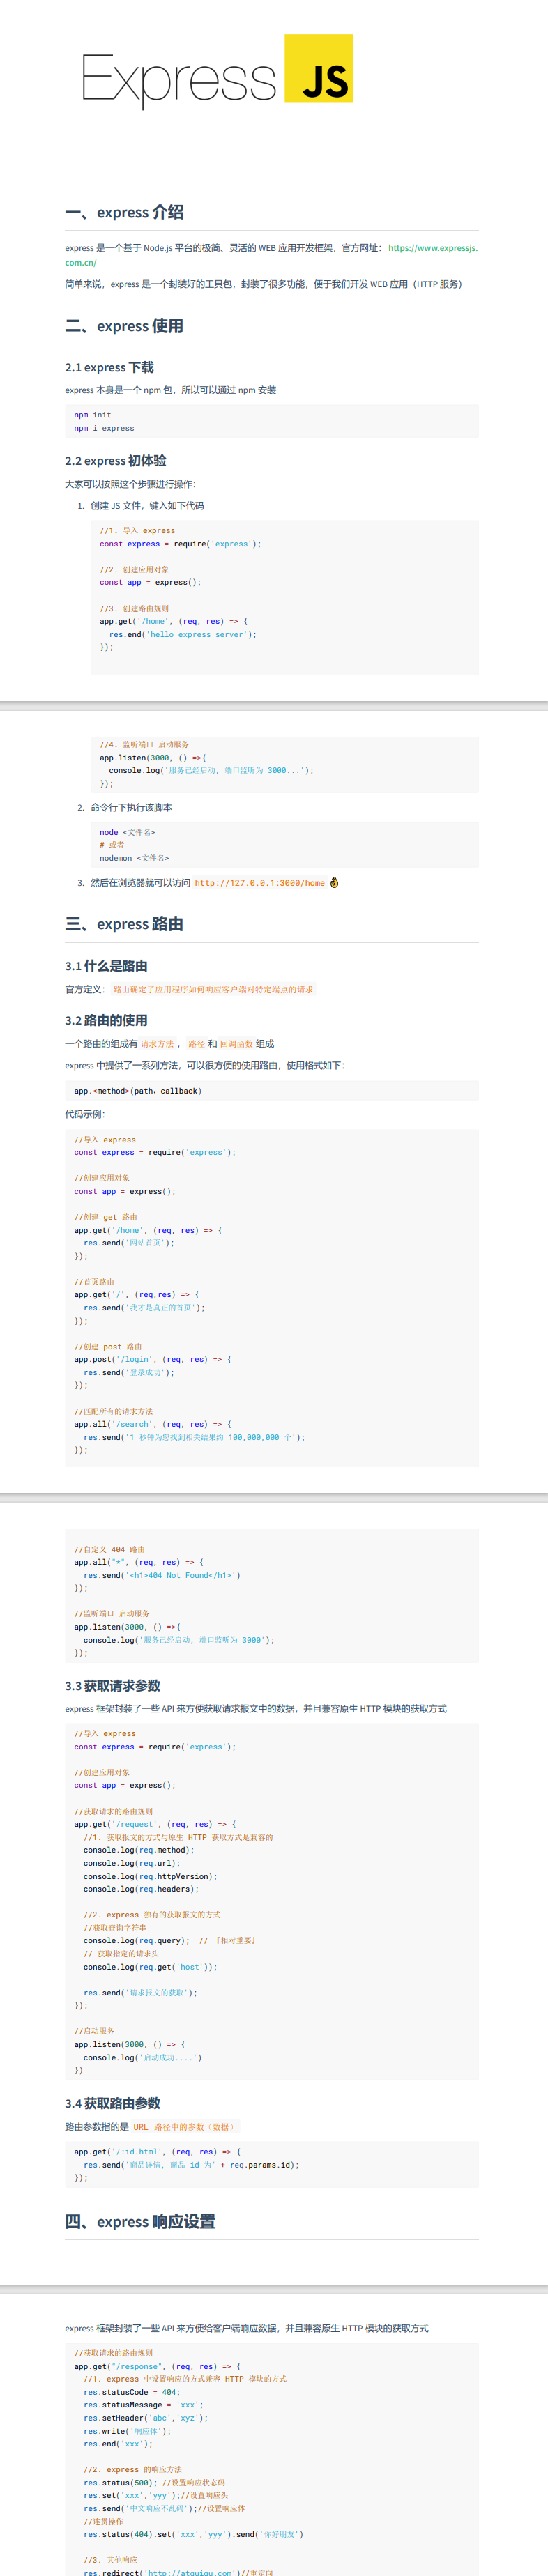 Express JS
一、express 介绍
express 是一个基于 Node.js 平台的极简、灵活的 WEB 应用开发框架，官方网址： https://www.expressjs.
com.cn/
简单来说，express 是一个封装好的工具包，封装了很多功能，便于我们开发 WEB 应用（HTTP 服务）
二、express 使用
2.1 express 下载
express 本身是一个 npm 包，所以可以通过 npm 安装
npm init
npm i express
2.2 express 初体验
大家可以按照这个步骤进行操作：
1. 创建 JS 文件，键入如下代码
//1. 导入 express
const express = require('express');
//2. 创建应用对象
const app = express();
//3. 创建路由规则
app.get('/home', (req, res) => {
res.end('hello express server');
});
//4. 监听端口 启动服务
app.listen(3000, () =>{
console.log('服务已经启动, 端口监听为 3000...');
});
2. 命令行下执行该脚本
node <文件名>
# 或者
nodemon <文件名>
3. 然后在浏览器就可以访问 http://127.0.0.1:3000/home 👌
三、express 路由
3.1 什么是路由
官方定义： 路由确定了应用程序如何响应客户端对特定端点的请求
3.2 路由的使用
一个路由的组成有 请求方法 ， 路径 和 回调函数 组成
express 中提供了一系列方法，可以很方便的使用路由，使用格式如下：
app.<method>(path，callback)
代码示例：
//导入 express
const express = require('express');
//创建应用对象
const app = express();
//创建 get 路由
app.get('/home', (req, res) => {
res.send('网站首页');
});
//首页路由
app.get('/', (req,res) => {
res.send('我才是真正的首页');
});
//创建 post 路由
app.post('/login', (req, res) => {
res.send('登录成功');
});
//匹配所有的请求方法
app.all('/search', (req, res) => {
res.send('1 秒钟为您找到相关结果约 100,000,000 个');
});
//自定义 404 路由
app.all("*", (req, res) => {
res.send('<h1>404 Not Found</h1>')
});
//监听端口 启动服务
app.listen(3000, () =>{
console.log('服务已经启动, 端口监听为 3000');
});
3.3 获取请求参数
express 框架封装了一些 API 来方便获取请求报文中的数据，并且兼容原生 HTTP 模块的获取方式
//导入 express
const express = require('express');
//创建应用对象
const app = express();
//获取请求的路由规则
app.get('/request', (req, res) => {
//1. 获取报文的方式与原生 HTTP 获取方式是兼容的
console.log(req.method);
console.log(req.url);
console.log(req.httpVersion);
console.log(req.headers);
//2. express 独有的获取报文的方式
//获取查询字符串
console.log(req.query); // 『相对重要』
// 获取指定的请求头
console.log(req.get('host'));
res.send('请求报文的获取');
});
//启动服务
app.listen(3000, () => {
console.log('启动成功....')
})
3.4 获取路由参数
路由参数指的是 URL 路径中的参数（数据）
app.get('/:id.html', (req, res) => {
res.send('商品详情, 商品 id 为' + req.params.id);
});
四、express 响应设置
express 框架封装了一些 API 来方便给客户端响应数据，并且兼容原生 HTTP 模块的获取方式
//获取请求的路由规则
app.get("/response", (req, res) => {
//1. express 中设置响应的方式兼容 HTTP 模块的方式
res.statusCode = 404;
res.statusMessage = 'xxx';
res.setHeader('abc','xyz');
res.write('响应体');
res.end('xxx');
//2. express 的响应方法
res.status(500); //设置响应状态码
res.set('xxx','yyy');//设置响应头
res.send('中文响应不乱码');//设置响应体
//连贯操作
res.status(404).set('xxx','yyy').send('你好朋友')
//3. 其他响应
res.redirect('http://atguigu.com')//重定向